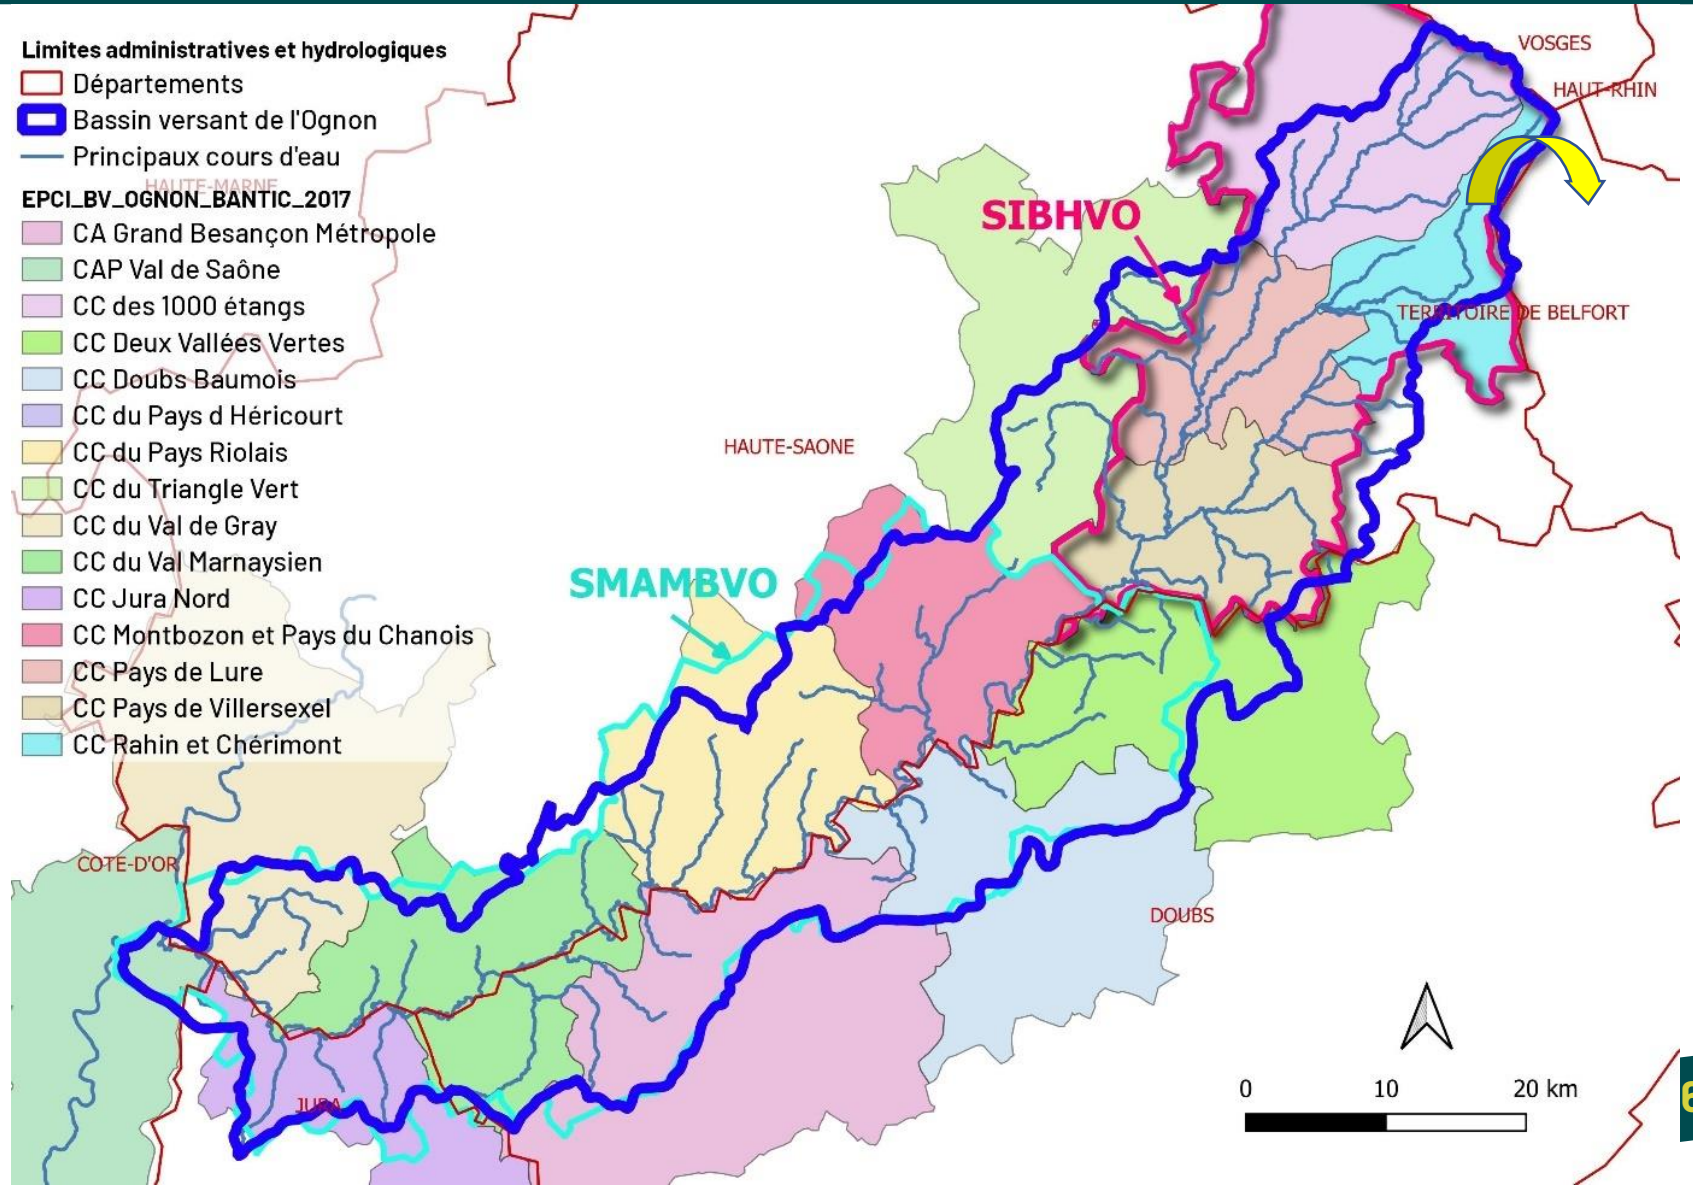 Limites administratives et hydrologiques
Départements
Bassin versant de l'Ognon
Principaux cours d'eau
HAUTE-MARNE
EPCI_BV_OGNON_BANTIC_2017
CA Grand Besançon Métropole
CAP Val de Saône
CC des 1000 étangs
CC Deux Vallées Vertes
CC Doubs Baumois
CC du Pays d Héricourt
CC du Pays Riolais
CC du Triangle Vert
CC du Val de Gray
CC du Val Marnaysien
CC Jura Nord
CC Montbozon et Pays du Chanois
CC Pays de Lure
CC Pays de Villersexel
CC Rahin et Chérimont
VOSGES
HAUT-RHIN
SIBHVO
TERRITOIRE DE BELFORT
HAUTE-SAONE
SMAMBVO
COTE-D'OR
DOUBS
JURA
0 10 20 km
6